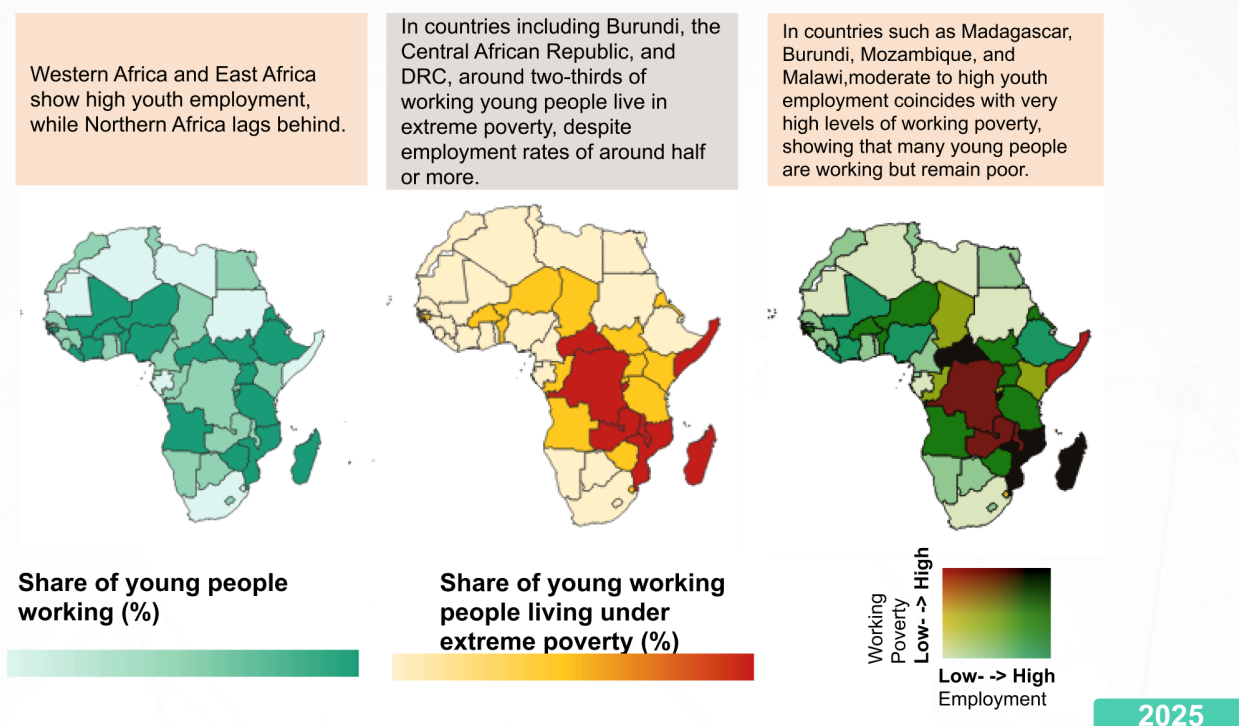 Western Africa and East Africa
show high youth employment,
while Northern Africa lags behind.
In countries including Burundi, the
Central African Republic, and
DRC, around two-thirds of
working young people live in
extreme poverty, despite
employment rates of around half
or more.
In countries such as Madagascar,
Burundi, Mozambique, and
Malawi,moderate to high youth
employment coincides with very
high levels of working poverty,
showing that many young people
are working but remain poor.
Share of young people
working (%)
Share of young working
people living under
extreme poverty (%)
Working
Poverty
Low- -> High
Low- -> High
Employment
2025